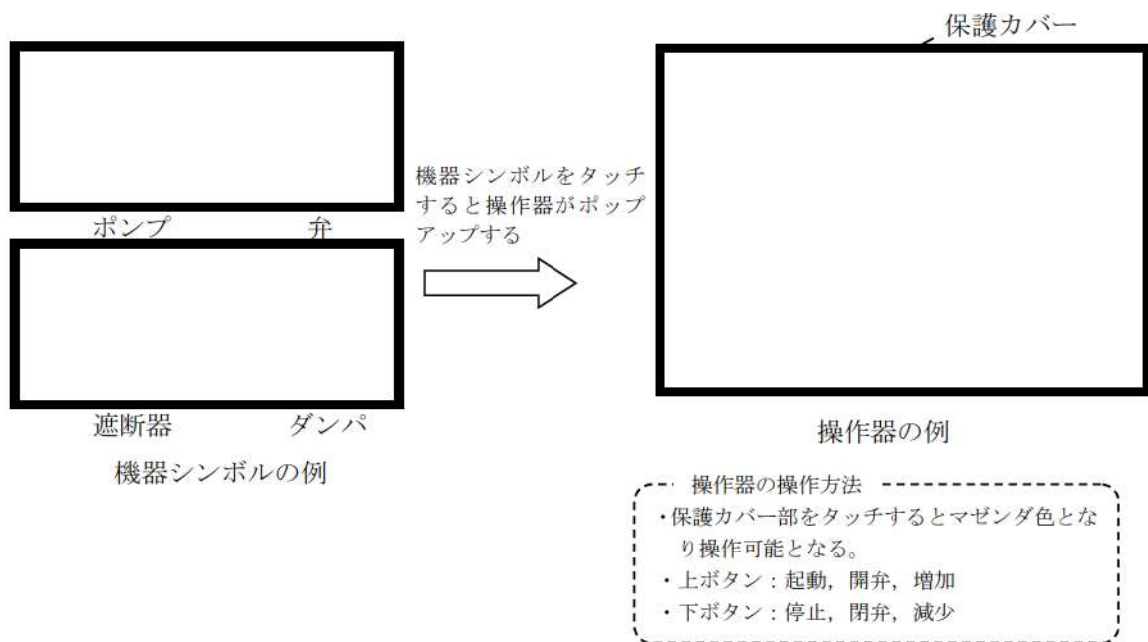 保護カバー
ポンプ
弁
機器シンボルをタッチ
すると操作器がポップ
アップする
遮断器
ダンパ
機器シンボルの例
操作器の例
操作器の操作方法
・保護カバー部をタッチするとマゼンダ色とな
り操作可能となる。
・上ボタン：起動，開弁，増加
・下ボタン：停止，閉弁，減少